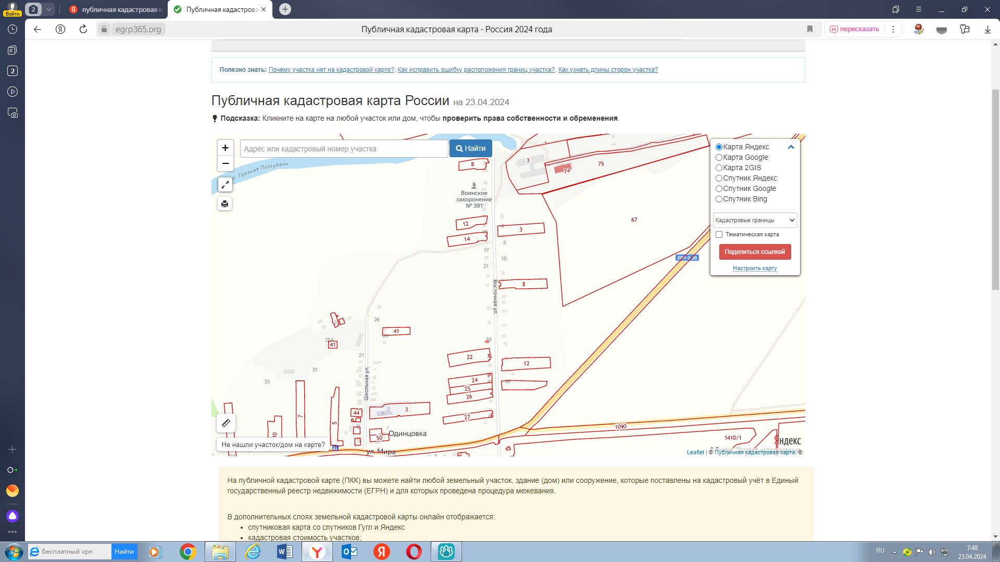 Войти
2
публичная кадастровая к
Публичная кадастрова
egrp365.org
Публичная кадастровая карта - Россия 2024 года
пересказать
2
Полезно знать: Почему участка нет на кадастровой карте?, Как исправить ошибку расположения границ участка?, Как узнать длины сторон участка?
Публичная кадастровая карта России на 23.04.2024
Подсказка: Кликните на карте на любой участок или дом, чтобы проверить права собственности и обременения.
+
Адрес или кадастровый номер участка
Найти
−
Карта Яндекс
Карта Google
Карта 2GIS
Спутник Яндекс
Спутник Google
Спутник Bing
Кадастровые границы
Тематическая карта
Поделиться ссылкой
Настроить карту
р. Грязная Потудань
8
3
74
75
Воинское
захоронение
№ 391
67
12
4
3
15
14
8
17
10
21
20Н-3-26
Восточная ул.
8
26
41
24
25А
41
33
21
22
12
31
33
24
25
26
30
Школьная ул.
44
6
3
27
7
5
10
50
Одинцовка
1090
1410/1
Яндекс
Не нашли участок/дом на карте?
ул. Мира
7
24
© Яндекс Условия использования
Leaflet | © Публичная кадастровая карта, ©
На публичной кадастровой карте (ПКК) вы можете найти любой земельный участок, здание (дом) или сооружение, которые поставлены на кадастровый учёт в Единый
государственный реестр недвижимости (ЕГРН) и для которых проведена процедура межевания.
В дополнительных слоях земельной кадастровой карты онлайн отображается:
• спутниковая карта со спутников Гугл и Яндекс
• кадастровая стоимость участков;
бесплатный vpn
Найти
RU
7:48
23.04.2024